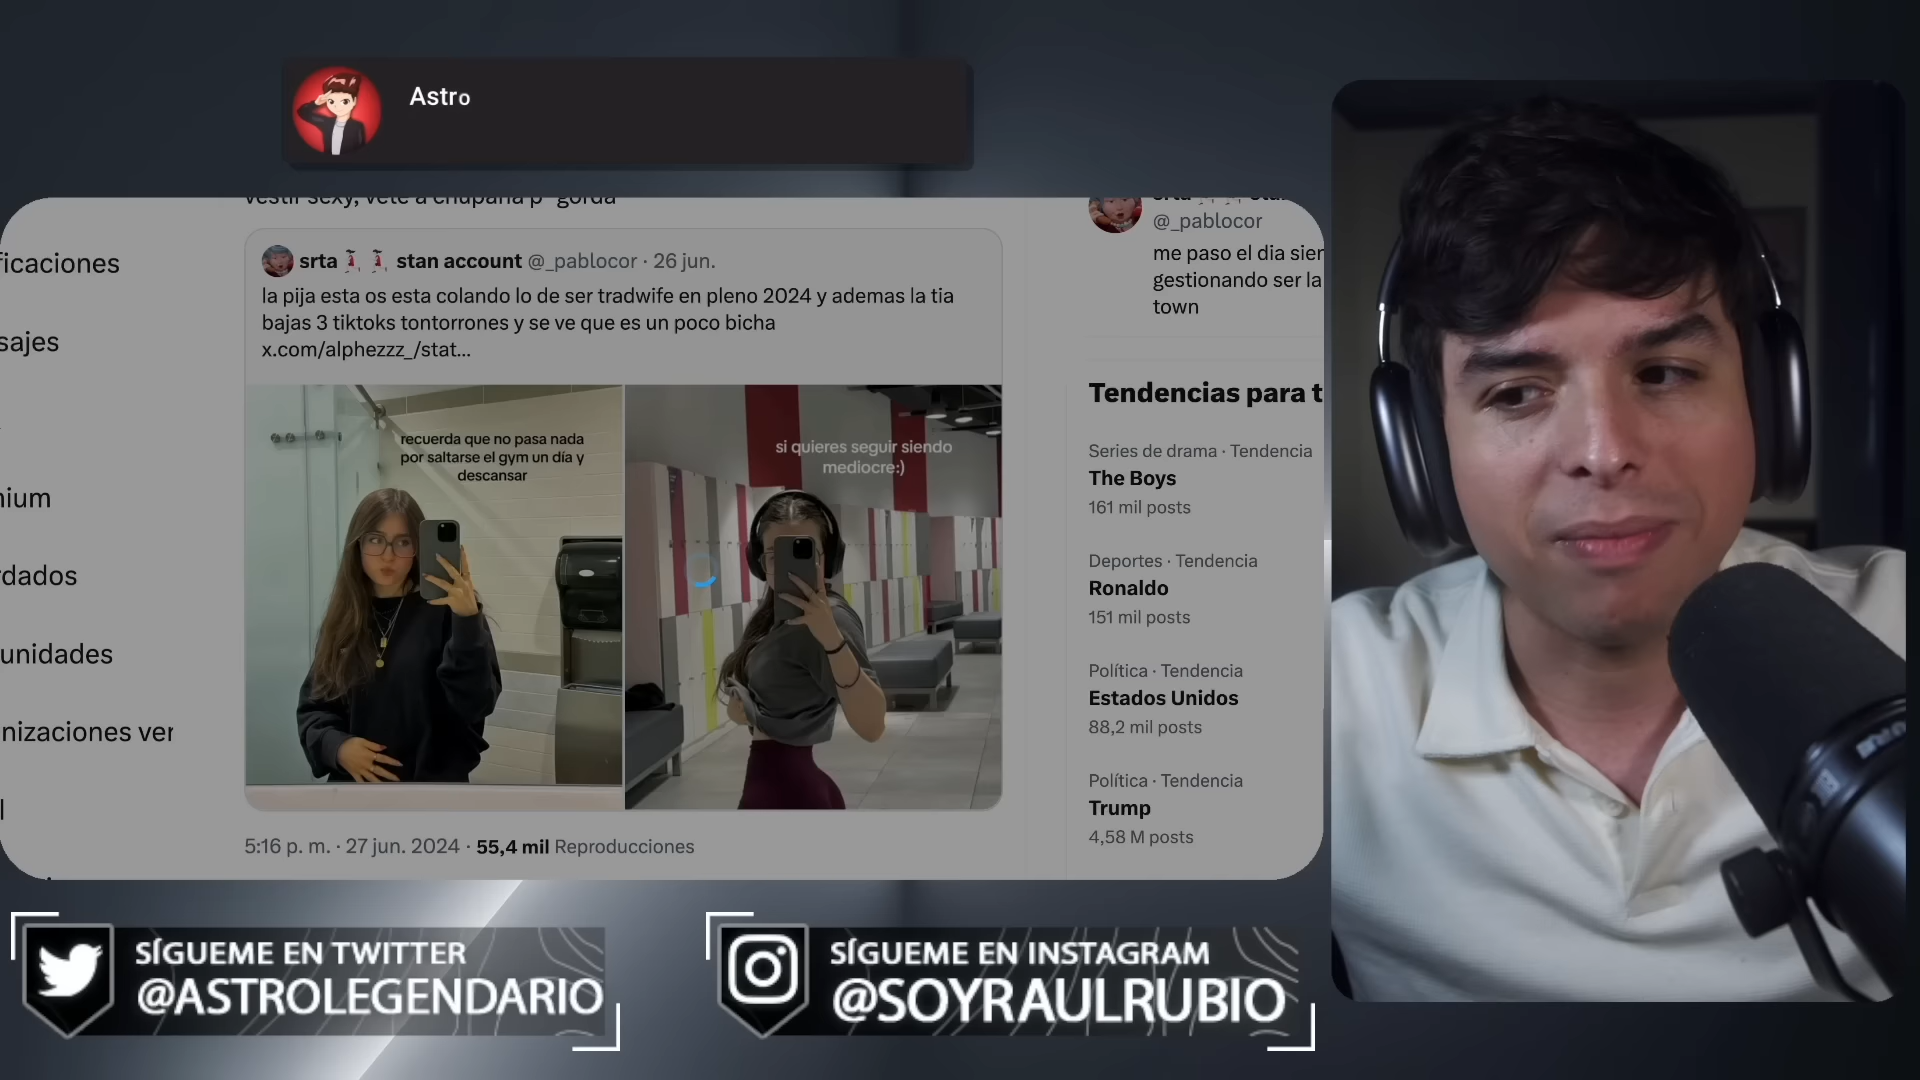 Astro
vestir sexy, vete a chuparla p* gorda
srta stan account @_pablocor · 26 jun.
la pija esta os esta colando lo de ser tradwife en pleno 2024 y ademas la tia
bajas 3 tiktoks tontorrones y se ve que es un poco bicha
x.com/alphezzz_/stat...
recuerda que no pasa nada
por saltarse el gym un día y
descansar
si quieres seguir siendo
mediocre:)
5:16 p. m. · 27 jun. 2024 · 55,4 mil Reproducciones
ficaciones
sajes
nium
rdados
unidades
nizaciones ver
@_pablocor
me paso el dia sier
gestionando ser la
town
Tendencias para t
Series de drama · Tendencia
The Boys
161 mil posts
Deportes · Tendencia
Ronaldo
151 mil posts
Política · Tendencia
Estados Unidos
88,2 mil posts
Política · Tendencia
Trump
4,58 M posts
SÍGUEME EN TWITTER
@ASTROLEGENDARIO
SÍGUEME EN INSTAGRAM
@SOYRAULRUBIO